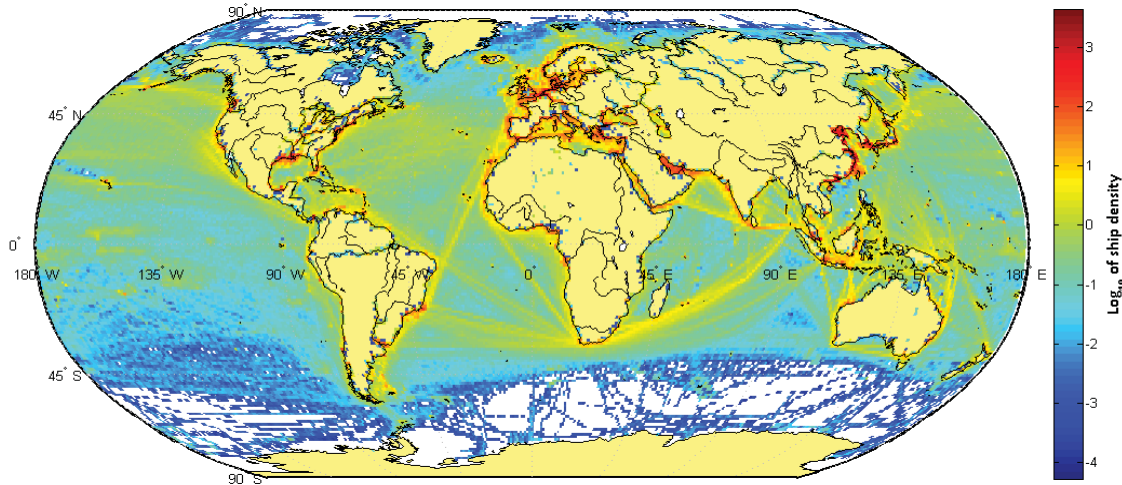 90° N
45° N
0°
180° W
135° W
90° W
45° W
0°
45 E
90 E
135 E
180° E
45° S
90° S
3
2
1
0
-1
-2
-3
-4
Log₁₀ of ship density